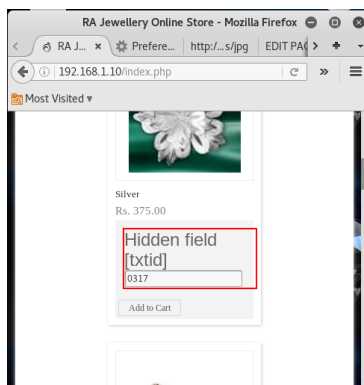 RA Jewellery Online Store - Mozilla Firefox
RA J... × Prefere... http:/...s/jpg EDIT PAG
192.168.1.10/index.php
Most Visited
Silver
Rs. 375.00
Hidden field
[txtid]
0317
Add to Cart